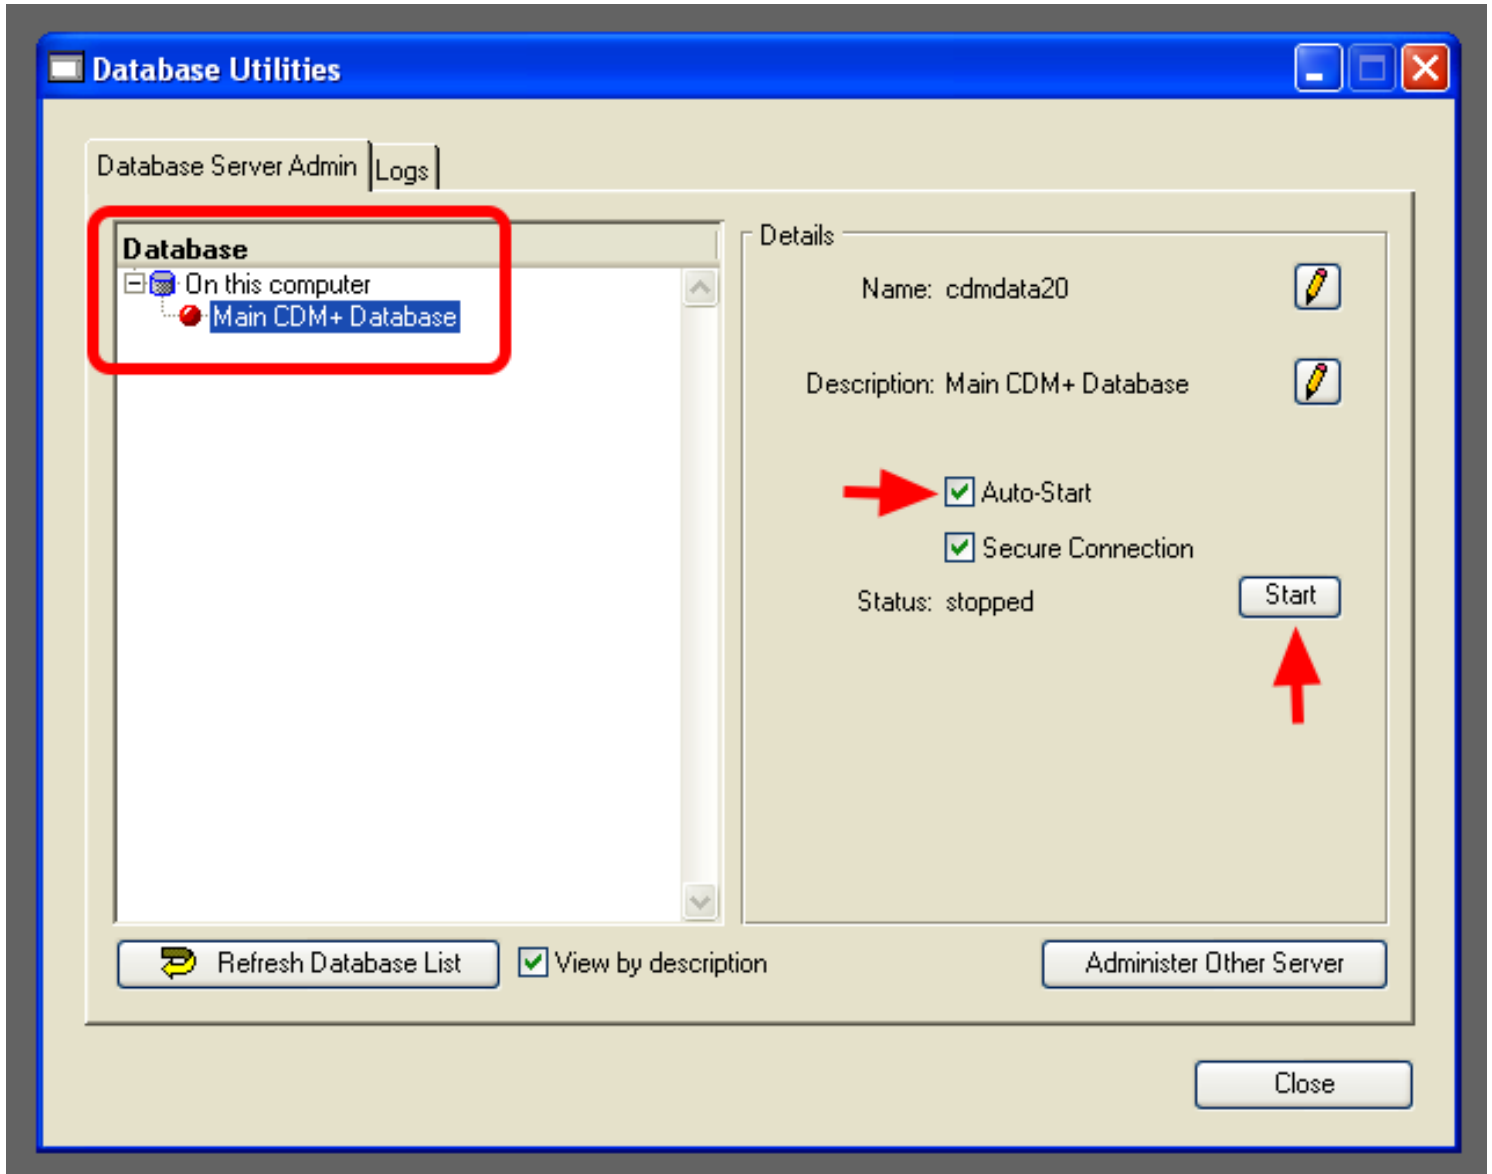 Database Utilities
Database Server Admin
Logs
Database
On this computer
Main CDM+ Database
Details
Name: cdmdata20
Description: Main CDM+ Database
Auto-Start
Secure Connection
Status: stopped
Start
Refresh Database List
View by description
Administer Other Server
Close